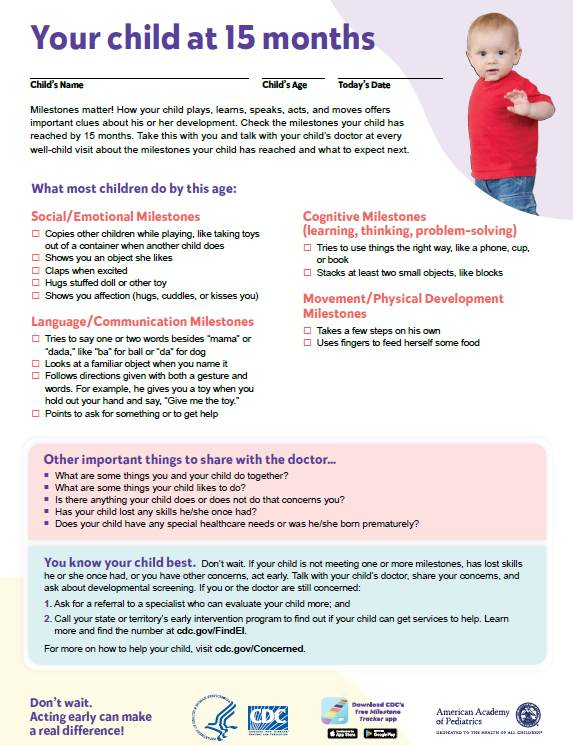 Your child at 15 months
Child's Name
Child's Age
Today's Date
Milestones matter! How your child plays, learns, speaks, acts, and moves offers
important clues about his or her development. Check the milestones your child has
reached by 15 months. Take this with you and talk with your child's doctor at every
well-child visit about the milestones your child has reached and what to expect next.
What most children do by this age:
Social/Emotional Milestones
□ Copies other children while playing, like taking toys
out of a container when another child does
□ Shows you an object she likes
□ Claps when excited
□ Hugs stuffed doll or other toy
□ Shows you affection (hugs, cuddles, or kisses you)
Language/Communication Milestones
□ Tries to say one or two words besides “mama” or
“dada,” like “ba” for ball or “da” for dog
□ Looks at a familiar object when you name it
□ Follows directions given with both a gesture and
words. For example, he gives you a toy when you
hold out your hand and say, “Give me the toy.”
□ Points to ask for something or to get help
Cognitive Milestones
(learning, thinking, problem-solving)
□ Tries to use things the right way, like a phone, cup,
or book
□ Stacks at least two small objects, like blocks
Movement/Physical Development
Milestones
□ Takes a few steps on his own
□ Uses fingers to feed herself some food
Other important things to share with the doctor…
▪ What are some things you and your child do together?
▪ What are some things your child likes to do?
▪ Is there anything your child does or does not do that concerns you?
▪ Has your child lost any skills he/she once had?
▪ Does your child have any special healthcare needs or was he/she born prematurely?
You know your child best. Don't wait. If your child is not meeting one or more milestones, has lost skills
he or she once had, or you have other concerns, act early. Talk with your child's doctor, share your concerns, and
ask about developmental screening. If you or the doctor are still concerned:
1. Ask for a referral to a specialist who can evaluate your child more; and
2. Call your state or territory's early intervention program to find out if your child can get services to help. Learn
more and find the number at cdc.gov/FindEI.
For more on how to help your child, visit cdc.gov/Concerned.
Don't wait.
Acting early can make
a real difference!
CDC
Download CDC's
free Milestone
Tracker app
App Store
Google Play
American Academy
of Pediatrics
DEDICATED TO THE HEALTH OF ALL CHILDREN®